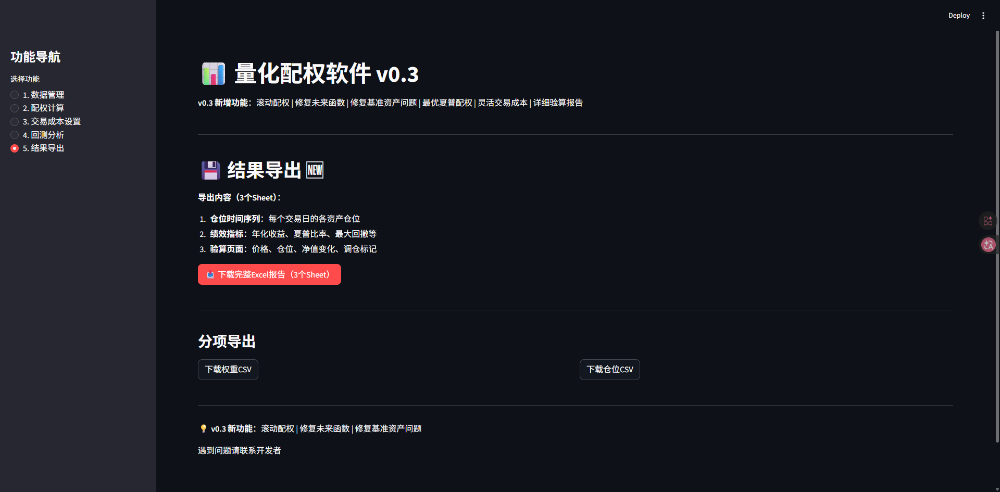 Deploy
功能导航
选择功能
1. 数据管理
2. 配权计算
3. 交易成本设置
4. 回测分析
5. 结果导出
量化配权软件 v0.3
v0.3 新增功能：滚动配权 | 修复未来函数 | 修复基准资产问题 | 最优夏普配权 | 灵活交易成本 | 详细验算报告
结果导出 NEW
导出内容（3个Sheet）：
1. 仓位时间序列：每个交易日的各资产仓位
2. 绩效指标：年化收益、夏普比率、最大回撤等
3. 验算页面：价格、仓位、净值变化、调仓标记
下载完整Excel报告（3个Sheet）
分项导出
下载权重CSV
下载仓位CSV
v0.3 新功能：滚动配权 | 修复未来函数 | 修复基准资产问题
遇到问题请联系开发者